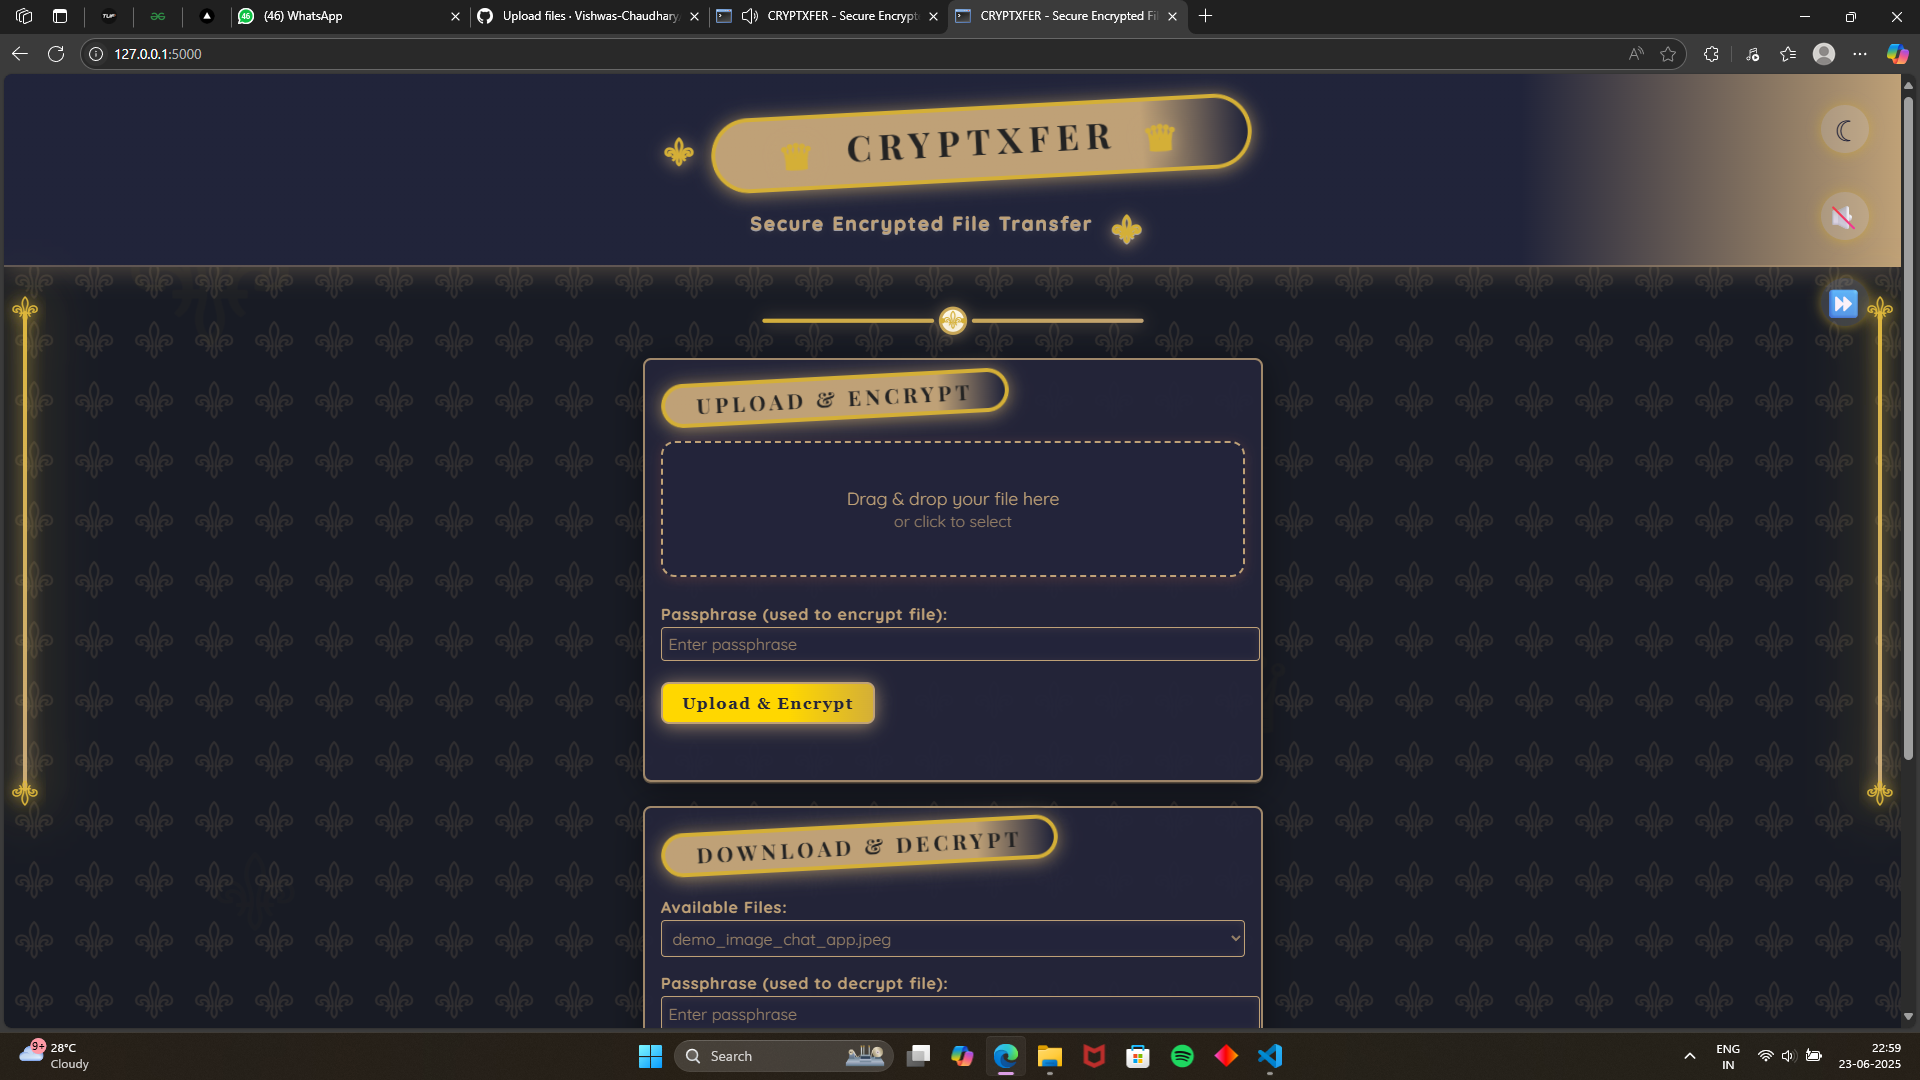 (46) WhatsApp
Upload files · Vishwas-Chaudhary
CRYPTXFER - Secure Encrypt
CRYPTXFER - Secure Encrypted Fi
127.0.0.1:5000
CRYPTXFER
Secure Encrypted File Transfer
UPLOAD & ENCRYPT
Drag & drop your file here
or click to select
Passphrase (used to encrypt file):
Enter passphrase
Upload & Encrypt
DOWNLOAD & DECRYPT
Available Files:
demo_image_chat_app.jpeg
Passphrase (used to decrypt file):
Enter passphrase
9+
28°C
Cloudy
Search
ENG
IN
22:59
23-06-2025